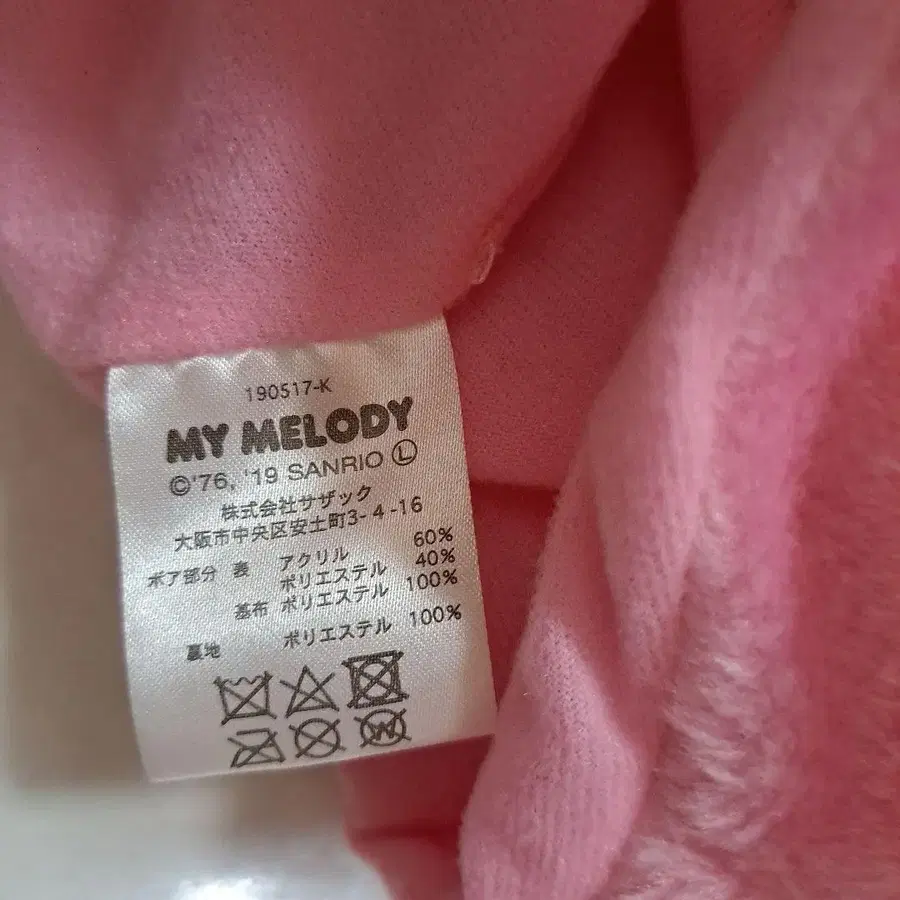 190517-K
MY MELODY
©'76, '19 SANRIO Ⓛ
株式会社サザック
大阪市中央区安土町3-4-16
ボア部分 表 アクリル 60%
ポリエステル 40%
基布 ポリエステル 100%
裏地 ポリエステル 100%
W